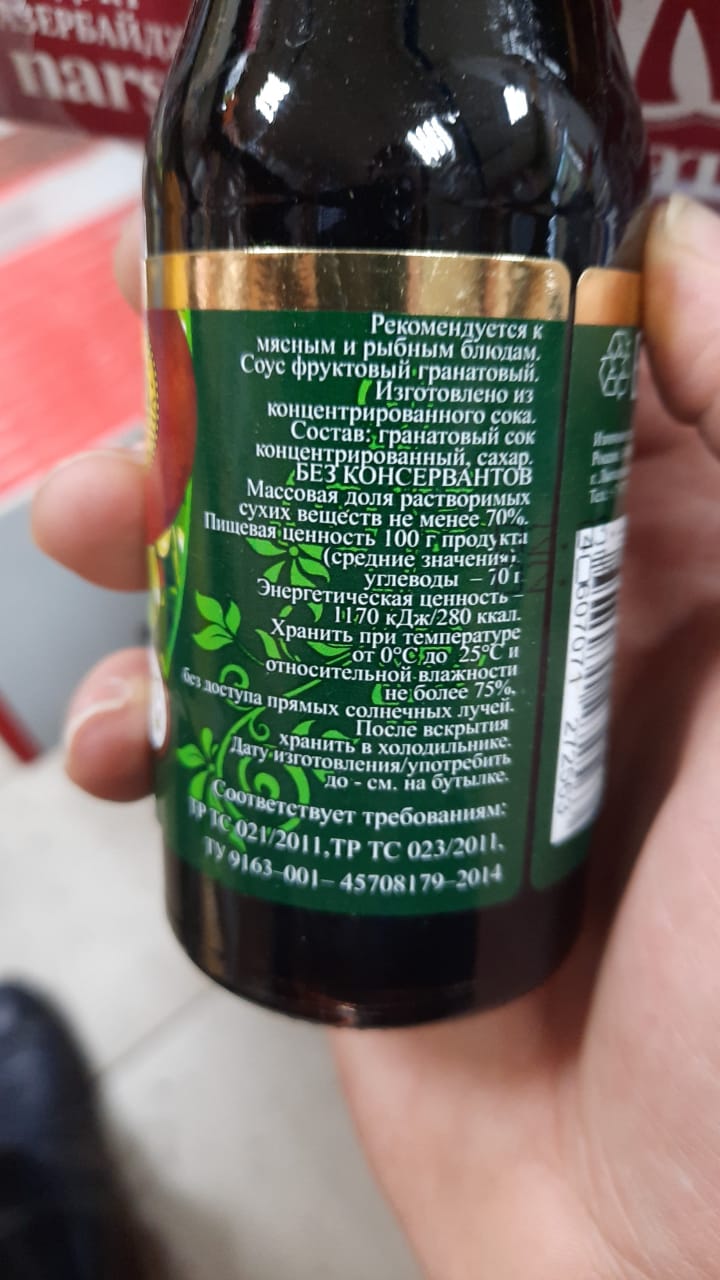 ЗЕРБАЙДЖ
nars
Рекомендуется к
мясным и рыбным блюдам.
Соус фруктовый гранатовый.
Изготовлено из
концентрированного сока.
Состав: гранатовый сок
концентрированный, сахар.
БЕЗ КОНСЕРВАНТОВ
Массовая доля растворимых
сухих веществ не менее 70%.
Пищевая ценность 100 г продукта
(средние значения):
углеводы – 70 г.
Энергетическая ценность –
1170 кДж/280 ккал.
Хранить при температуре
от 0°С до 25°С и
относительной влажности
не более 75%,
без доступа прямых солнечных лучей.
После вскрытия
хранить в холодильнике.
Дату изготовления/употребить
до - см. на бутылке.
Соответствует требованиям:
ТР ТС 021/2011, ТР ТС 023/2011,
ТУ 9163-001-45708179-2014